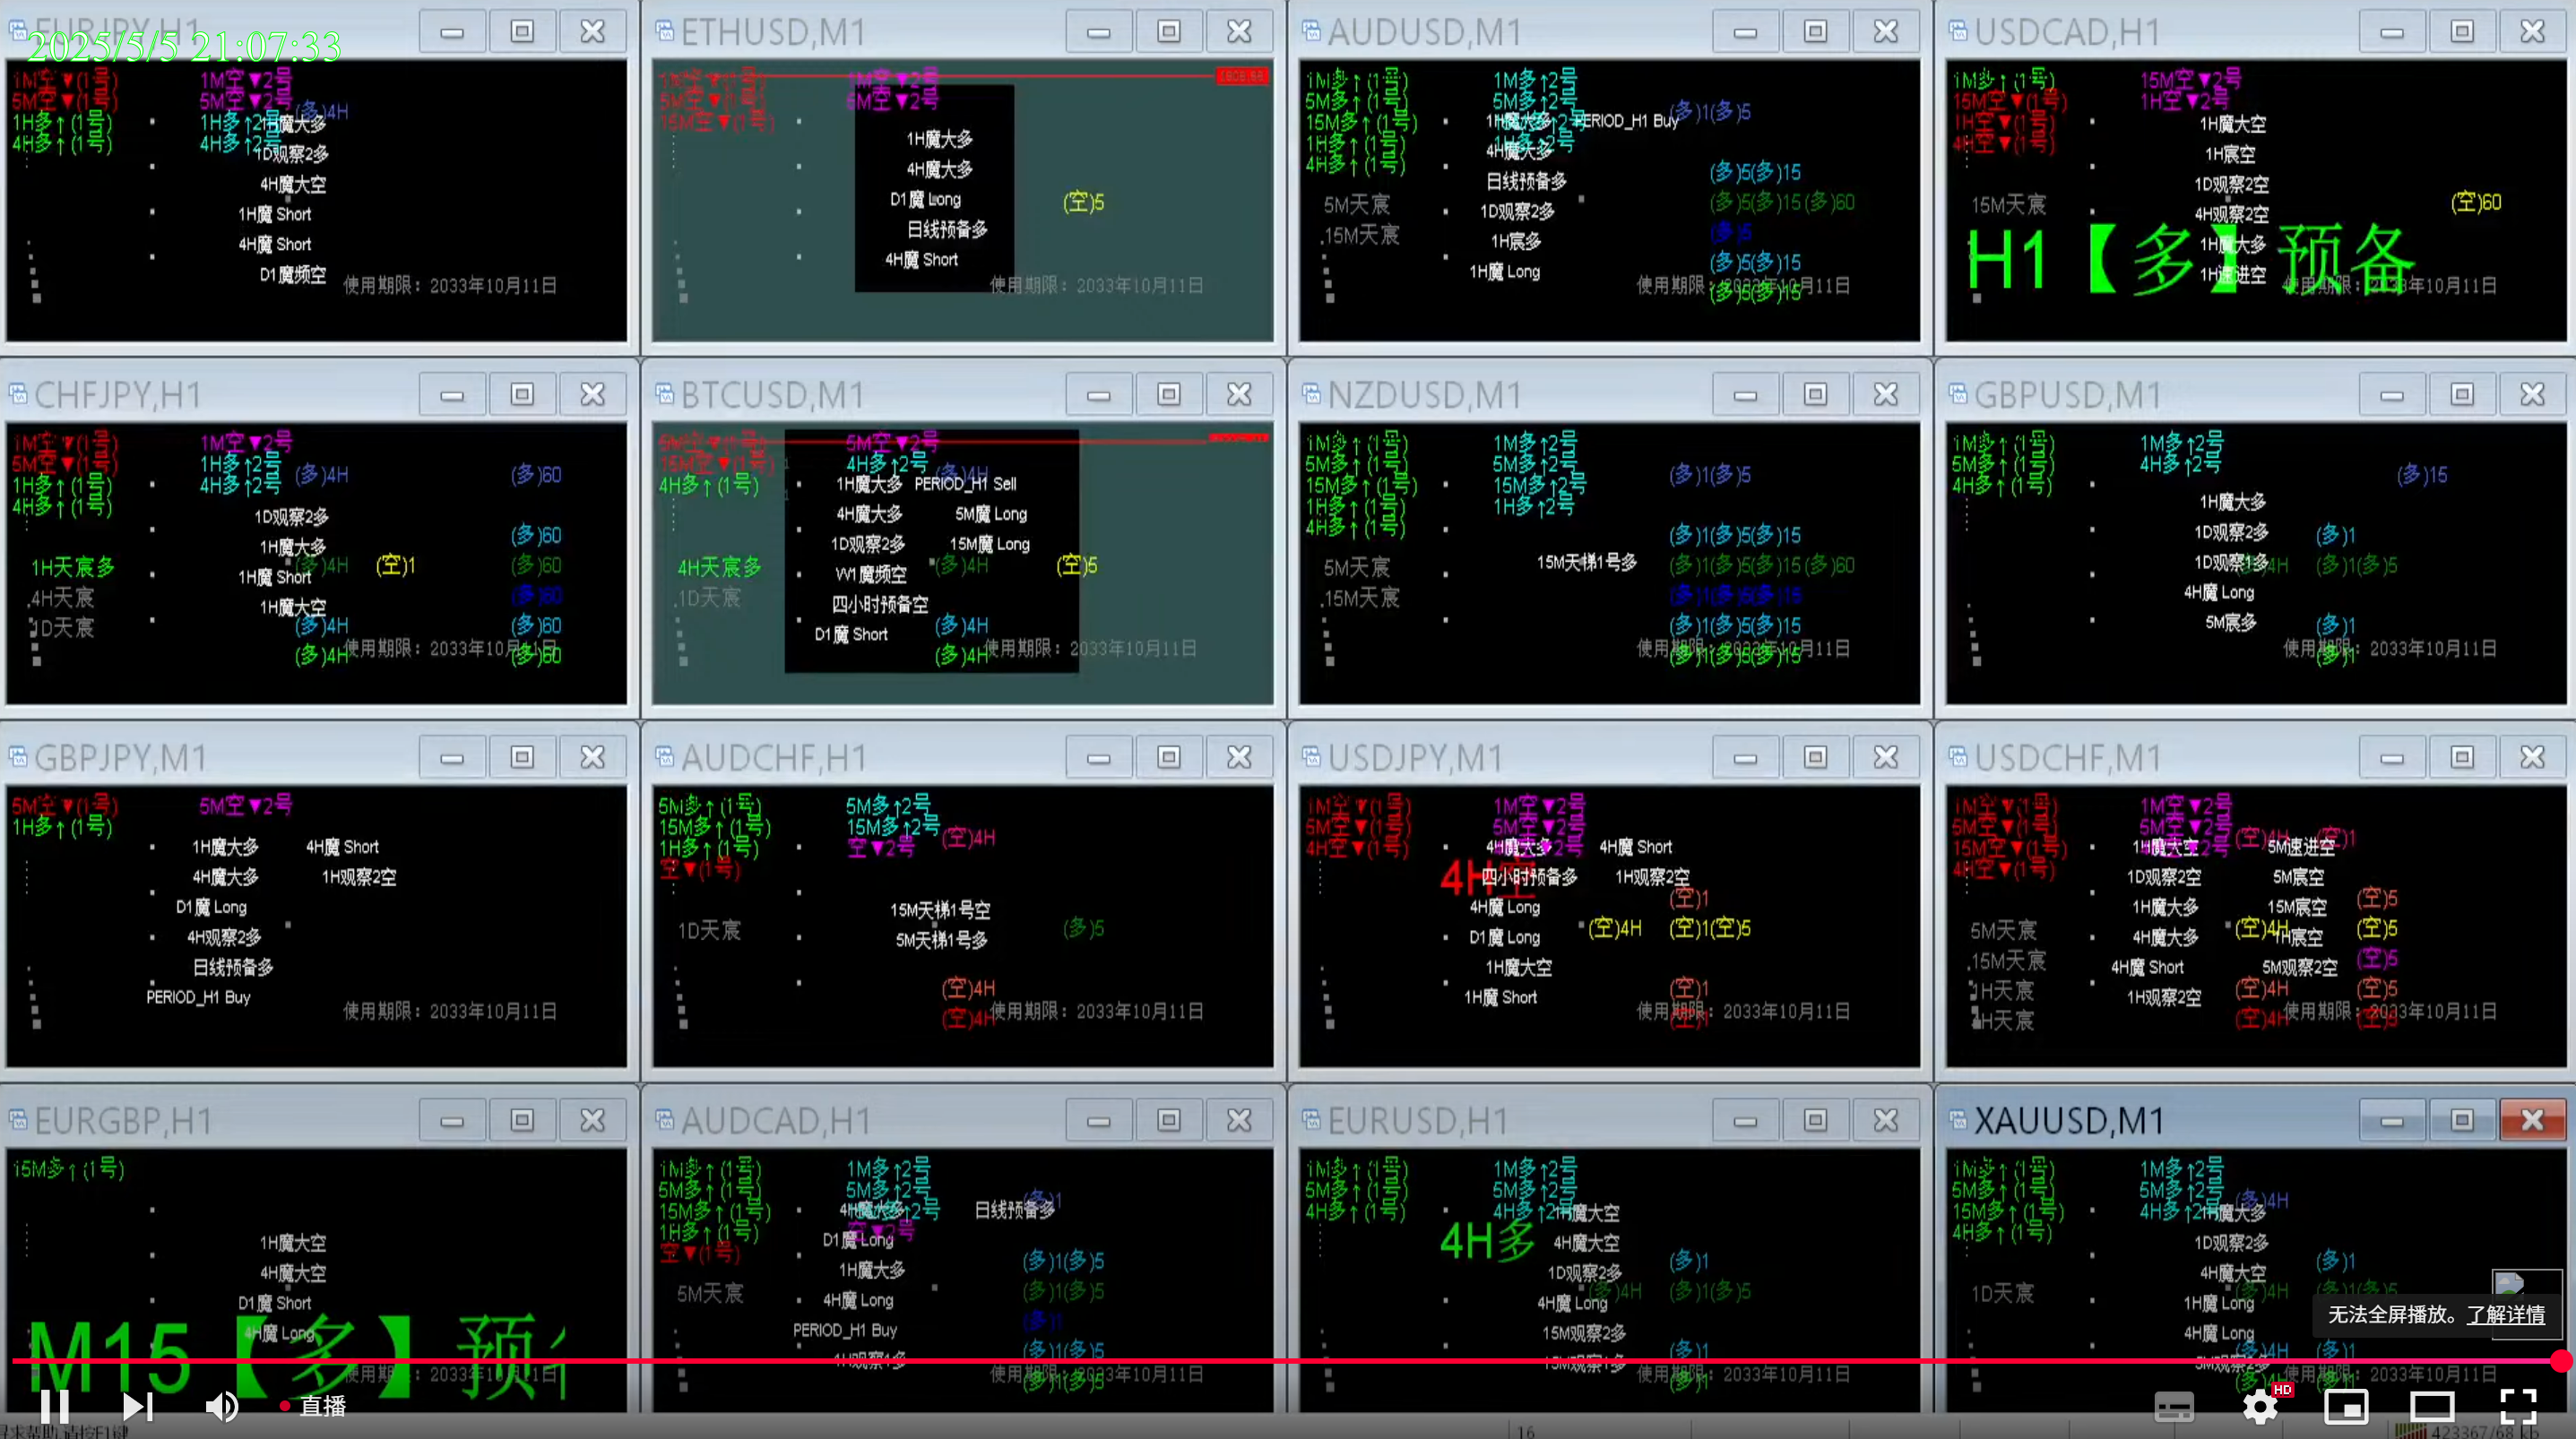 EURJPY,H1
2025/5/5 21:07:33
1M空▼(1号) 1M空▼2号
5M空▼(1号) 5M空▼2号
(多)4H
1H多↑(1号) 1H多↑2号 1H魔大多
4H多↑(1号) 4H多↑2号
1D观察2多
4H魔大空
1H魔 Short
4H魔 Short
D1魔频空
使用期限：2033年10月11日
ETHUSD,M1
1M空▼(1号) 1M空▼2号
5M空▼(1号) 5M空▼2号
15M空▼(1号)
1H魔大多
4H魔大多
D1魔 Long
(空)5
日线预备多
4H魔 Short
使用期限：2033年10月11日
AUDUSD,M1
1M多↑(1号) 1M多↑2号
5M多↑(1号) 5M多↑2号
(多)1(多)5
15M多↑(1号) 1H魔大多 PERIOD_H1 Buy
1H多↑(1号) 1H多↑2号
4H多↑(1号) 4H魔大多
(多)5(多)15
日线预备多
5M天宸 1D观察2多 (多)5(多)15(多)60
15M天宸 1H宸多 (多)5
1H魔 Long (多)5(多)15
使用期限：2033年10月11日
(多)5(多)15
USDCAD,H1
1M多↑(1号) 15M空▼2号
15M空▼(1号) 1H空▼2号
1H空▼(1号) 1H魔大空
4H空▼(1号) 1H宸空
1D观察2空
15M天宸 4H观察2空 (空)60
1H魔大多
H1【多】预备
1H速进空
CHFJPY,H1
1M空▼(1号) 1M空▼2号
5M空▼(1号) 1H多↑2号
1H多↑(1号) 4H多↑2号 (多)4H (多)60
4H多↑(1号)
1D观察2多
(多)60
1H魔大多
1H天宸多 (多)4H (空)1 (多)60
1H魔 Short
4H天宸 (多)60
1H魔大空
1D天宸 (多)4H (多)60
(多)4H (多)60
BTCUSD,M1
5M空▼(1号) 5M空▼2号
15M空▼(1号) 4H多↑2号
(多)4H
4H多↑(1号) 1H魔大多 PERIOD_H1 Sell
4H魔大多 5M魔 Long
1D观察2多 15M魔 Long
4H天宸多 W1魔频空 (多)4H (空)5
1D天宸 四小时预备空
D1魔 Short (多)4H
(多)4H
使用期限：2033年10月11日
NZDUSD,M1
1M多↑(1号) 1M多↑2号
5M多↑(1号) 5M多↑2号
(多)1(多)5
15M多↑(1号) 15M多↑2号
1H多↑(1号) 1H多↑2号
4H多↑(1号)
(多)1(多)5(多)15
5M天宸 15M天梯1号多 (多)1(多)5(多)15(多)60
15M天宸 (多)1(多)5(多)15
(多)1(多)5(多)15
使用期限：2033年10月11日
(多)1(多)5(多)15
GBPUSD,M1
1M多↑(1号) 1M多↑2号
5M多↑(1号) 4H多↑2号
(多)15
4H多↑(1号)
1H魔大多
1D观察2多 (多)1
1D观察1多 (多)1(多)5
4H魔 Long
5M宸多 (多)1
使用期限：2033年10月11日
(多)1
GBPJPY,M1
5M空▼(1号) 5M空▼2号
1H多↑(1号)
1H魔大多 4H魔 Short
4H魔大多 1H观察2空
D1魔 Long
4H观察2多
日线预备多
PERIOD_H1 Buy
使用期限：2033年10月11日
AUDCHF,H1
5M多↑(1号) 5M多↑2号
15M多↑(1号) 15M多↑2号
(空)4H
1H多↑(1号) 空▼2号
空▼(1号)
15M天梯1号空
1D天宸 5M天梯1号多 (多)5
(空)4H
使用期限：2033年10月11日
(空)4H
USDJPY,M1
1M空▼(1号) 1M空▼2号
5M空▼(1号) 5M空▼2号
4H空▼(1号) 4H魔大多 4H魔 Short
4H空
四小时预备多 1H观察2空
(空)1
4H魔 Long
D1魔 Long (空)4H (空)1(空)5
1H魔大空
1H魔 Short (空)1
使用期限：2033年10月11日
USDCHF,M1
1M空▼(1号) 1M空▼2号
5M空▼(1号) 5M空▼2号
(空)4H (空)1
15M空▼(1号) 1H魔大空 5M速进空
4H空▼(1号) 1D观察2空 5M宸空
(空)5
1H魔大多 15M宸空
5M天宸 4H魔大多 (空)4H 1H宸空 (空)5
15M天宸 4H魔 Short 5M观察2空 (空)5
1H天宸 1H观察2空 (空)4H (空)5
4H天宸 (空)4H (空)5
使用期限：2033年10月11日
EURGBP,H1
15M多↑(1号)
1H魔大空
4H魔大空
D1魔 Short
4H魔 Long
M15【多】预
使用期限：2033年10月11日
AUDCAD,H1
1M多↑(1号) 1M多↑2号
5M多↑(1号) 5M多↑2号
(多)1
15M多↑(1号) 4H魔大多 日线预备多
1H多↑(1号) 空▼2号
空▼(1号) D1魔 Long
(多)1(多)5
1H魔大多
5M天宸 4H魔 Long (多)1(多)5
(多)1
PERIOD_H1 Buy
(多)1(多)5
4H观察1多
使用期限：2033年10月11日
(多)1(多)5
EURUSD,H1
1M多↑(1号) 1M多↑2号
5M多↑(1号) 5M多↑2号
4H多↑(1号) 4H多↑2号 1H魔大空
4H多
4H魔大空
(多)1
1D观察2多
(多)4H (多)1(多)5
4H魔 Long
15M观察2多
(多)1
15M观察1多
使用期限：2033年10月11日
(多)1
XAUUSD,M1
1M多↑(1号) 1M多↑2号
5M多↑(1号) 5M多↑2号
(多)4H
15M多↑(1号) 4H多↑2号 1H魔大多
4H多↑(1号) 1D观察2多
(多)1
4H魔大空
1D天宸 (多)4H (多)1(多)5
1H魔 Long
无法全屏播放。了解详情
4H魔 Long
(多)4H (多)1
5M观察2多
使用期限：2033年10月11日
直播
HD
寻求帮助,请按F1键
16
423367/68 kb